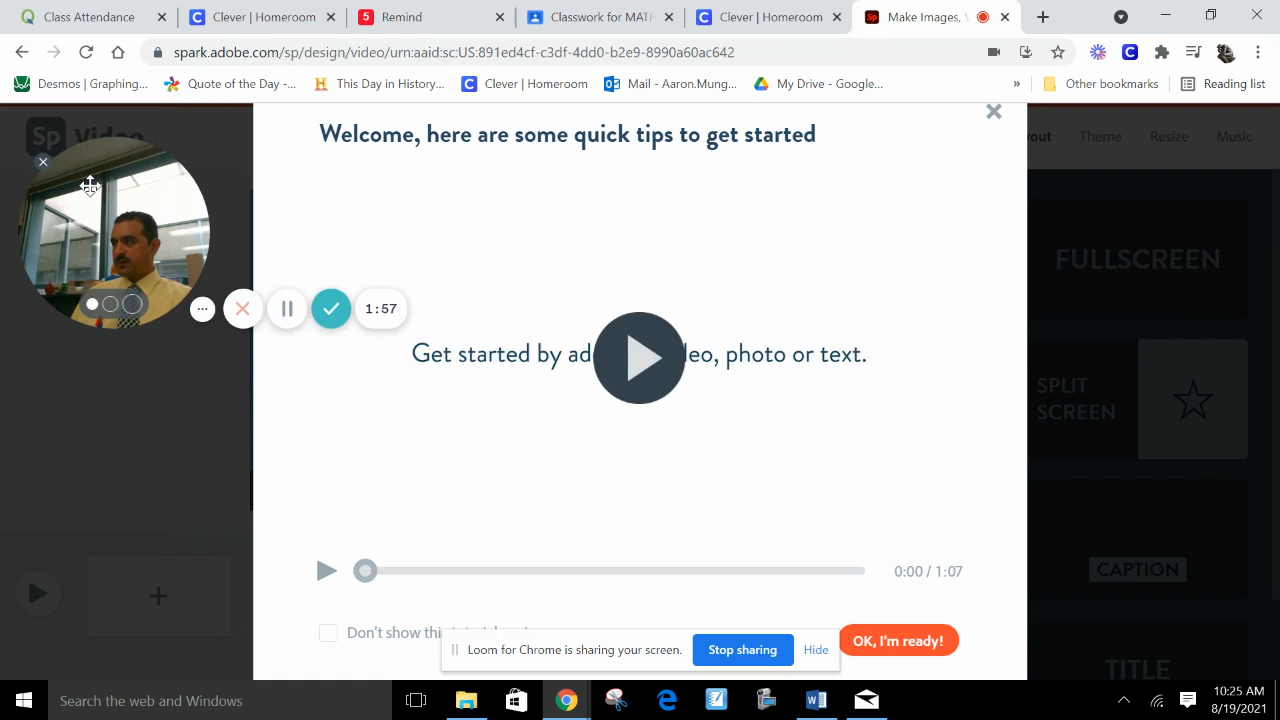 Class Attendance
Clever | Homeroom
Remind
Classwork for MATH
Clever | Homeroom
Make Images, V
spark.adobe.com/sp/design/video/urn:aaid:sc:US:891ed4cf-c3df-4dd0-b2e9-8990a60ac642
Desmos | Graphing...
Quote of the Day -...
This Day in History...
Clever | Homeroom
Mail - Aaron.Mung...
My Drive - Google...
»
Other bookmarks
Reading list
Sp Video
Welcome, here are some quick tips to get started
Theme
Resize
Music
FULLSCREEN
1:57
Get started by photo or text.
SPLIT
SCREEN
CAPTION
0:00 / 1:07
Don't show
Loom for Chrome is sharing your screen.
Stop sharing
Hide
OK, I'm ready!
TITLE
Search the web and Windows
10:25 AM
8/19/2021